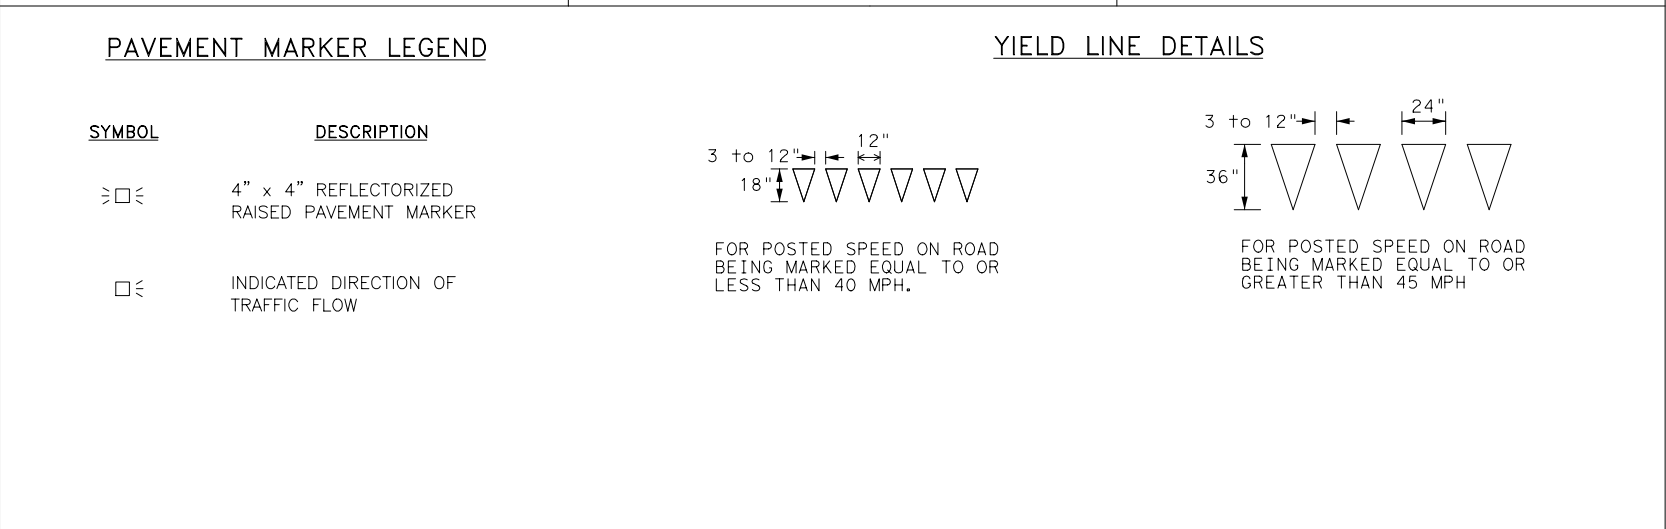 PAVEMENT MARKER LEGEND
SYMBOL DESCRIPTION
4” x 4” REFLECTORIZED
RAISED PAVEMENT MARKER
INDICATED DIRECTION OF
TRAFFIC FLOW
YIELD LINE DETAILS
3 to 12"
12"
18"
FOR POSTED SPEED ON ROAD
BEING MARKED EQUAL TO OR
LESS THAN 40 MPH.
3 to 12"
24"
36"
FOR POSTED SPEED ON ROAD
BEING MARKED EQUAL TO OR
GREATER THAN 45 MPH